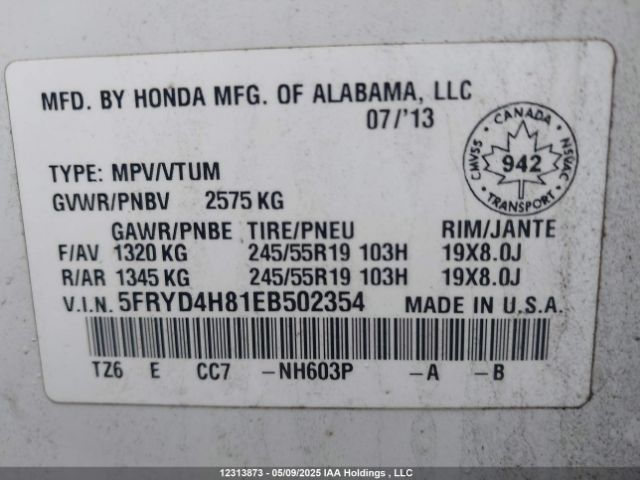 MFD. BY HONDA MFG. OF ALABAMA, LLC
07/'13
CANADA
CMVSS 942 NSVAC
TRANSPORT
TYPE: MPV/VTUM
GVWR/PNBV 2575 KG
GAWR/PNBE TIRE/PNEU RIM/JANTE
F/AV 1320 KG 245/55R19 103H 19X8.0J
R/AR 1345 KG 245/55R19 103H 19X8.0J
V.I.N. 5FRYD4H81EB502354 MADE IN U.S.A.
TZ6 E CC7 -NH603P -A -B
12313873 - 05/09/2025 IAA Holdings , LLC